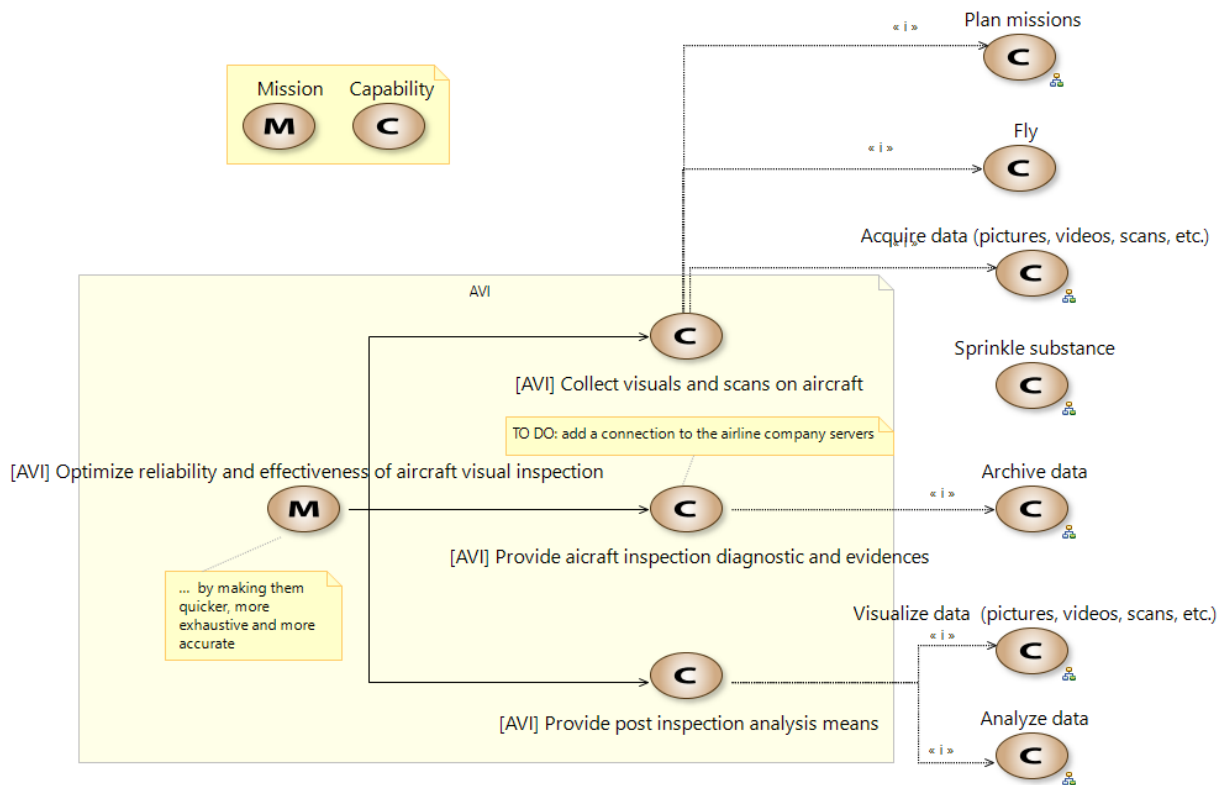 Plan missions
« i »
C
Mission
Capability
M
C
Fly
« i »
C
Acquire data (pictures, videos, scans, etc.)
« i »
C
AVI
C
Sprinkle substance
C
[AVI] Collect visuals and scans on aircraft
TO DO: add a connection to the airline company servers
[AVI] Optimize reliability and effectiveness of aircraft visual inspection
Archive data
M
C
« i »
C
[AVI] Provide aicraft inspection diagnostic and evidences
... by making them
quicker, more
exhaustive and more
accurate
Visualize data (pictures, videos, scans, etc.)
« i »
C
C
[AVI] Provide post inspection analysis means
Analyze data
« i »
C